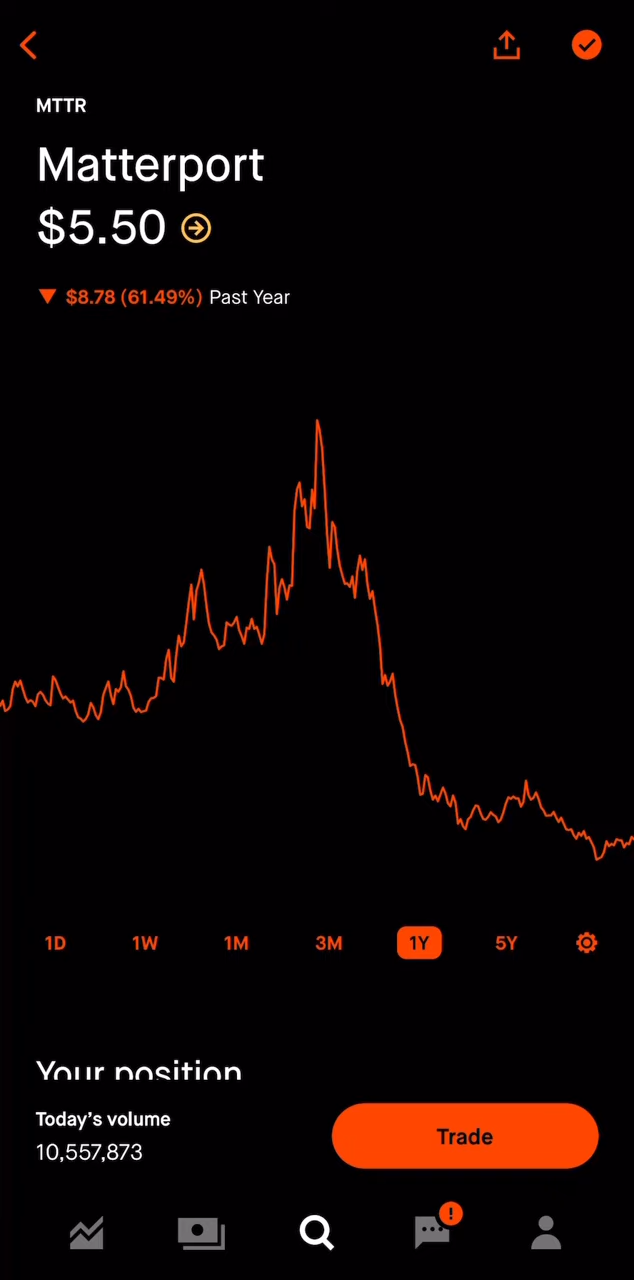 MTTR
Matterport
$5.50
$8.78 (61.49%) Past Year
1D 1W 1M 3M 1Y 5Y
Your position
Today's volume
10,557,873
Trade
!